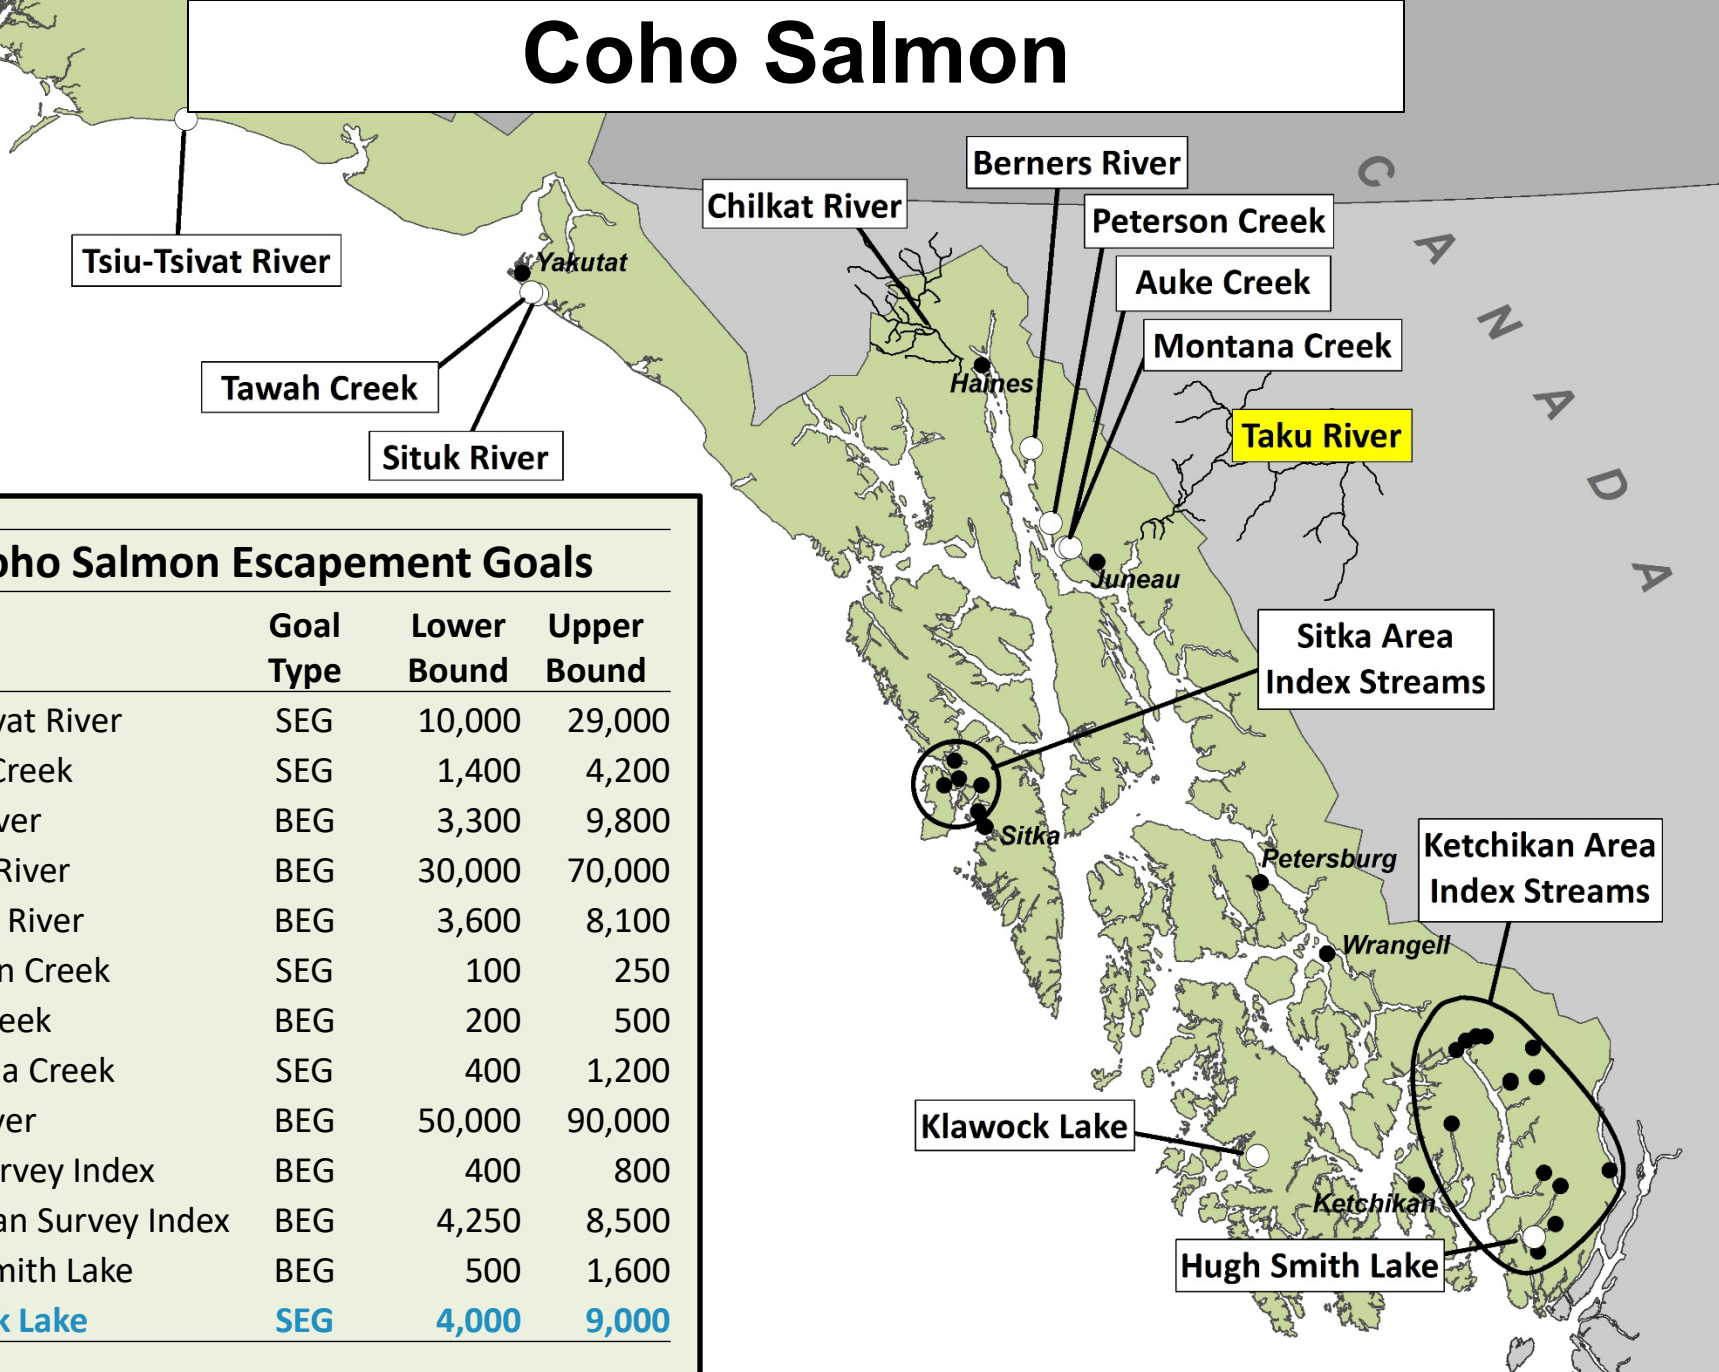 Coho Salmon
Berners River
Chilkat River
Peterson Creek
Tsiu-Tsivat River
Yakutat
Auke Creek
Montana Creek
Tawah Creek
Haines
Situk River
Taku River
C A N A D A
Juneau
Sitka Area
Index Streams
Sitka
Petersburg
Ketchikan Area
Index Streams
Wrangell
Klawock Lake
Ketchikan
Hugh Smith Lake
oho Salmon Escapement Goals
Goal Lower Upper
Type Bound Bound
vat River SEG 10,000 29,000
Creek SEG 1,400 4,200
ver BEG 3,300 9,800
River BEG 30,000 70,000
River BEG 3,600 8,100
n Creek SEG 100 250
reek BEG 200 500
a Creek SEG 400 1,200
ver BEG 50,000 90,000
rvey Index BEG 400 800
an Survey Index BEG 4,250 8,500
mith Lake BEG 500 1,600
k Lake SEG 4,000 9,000